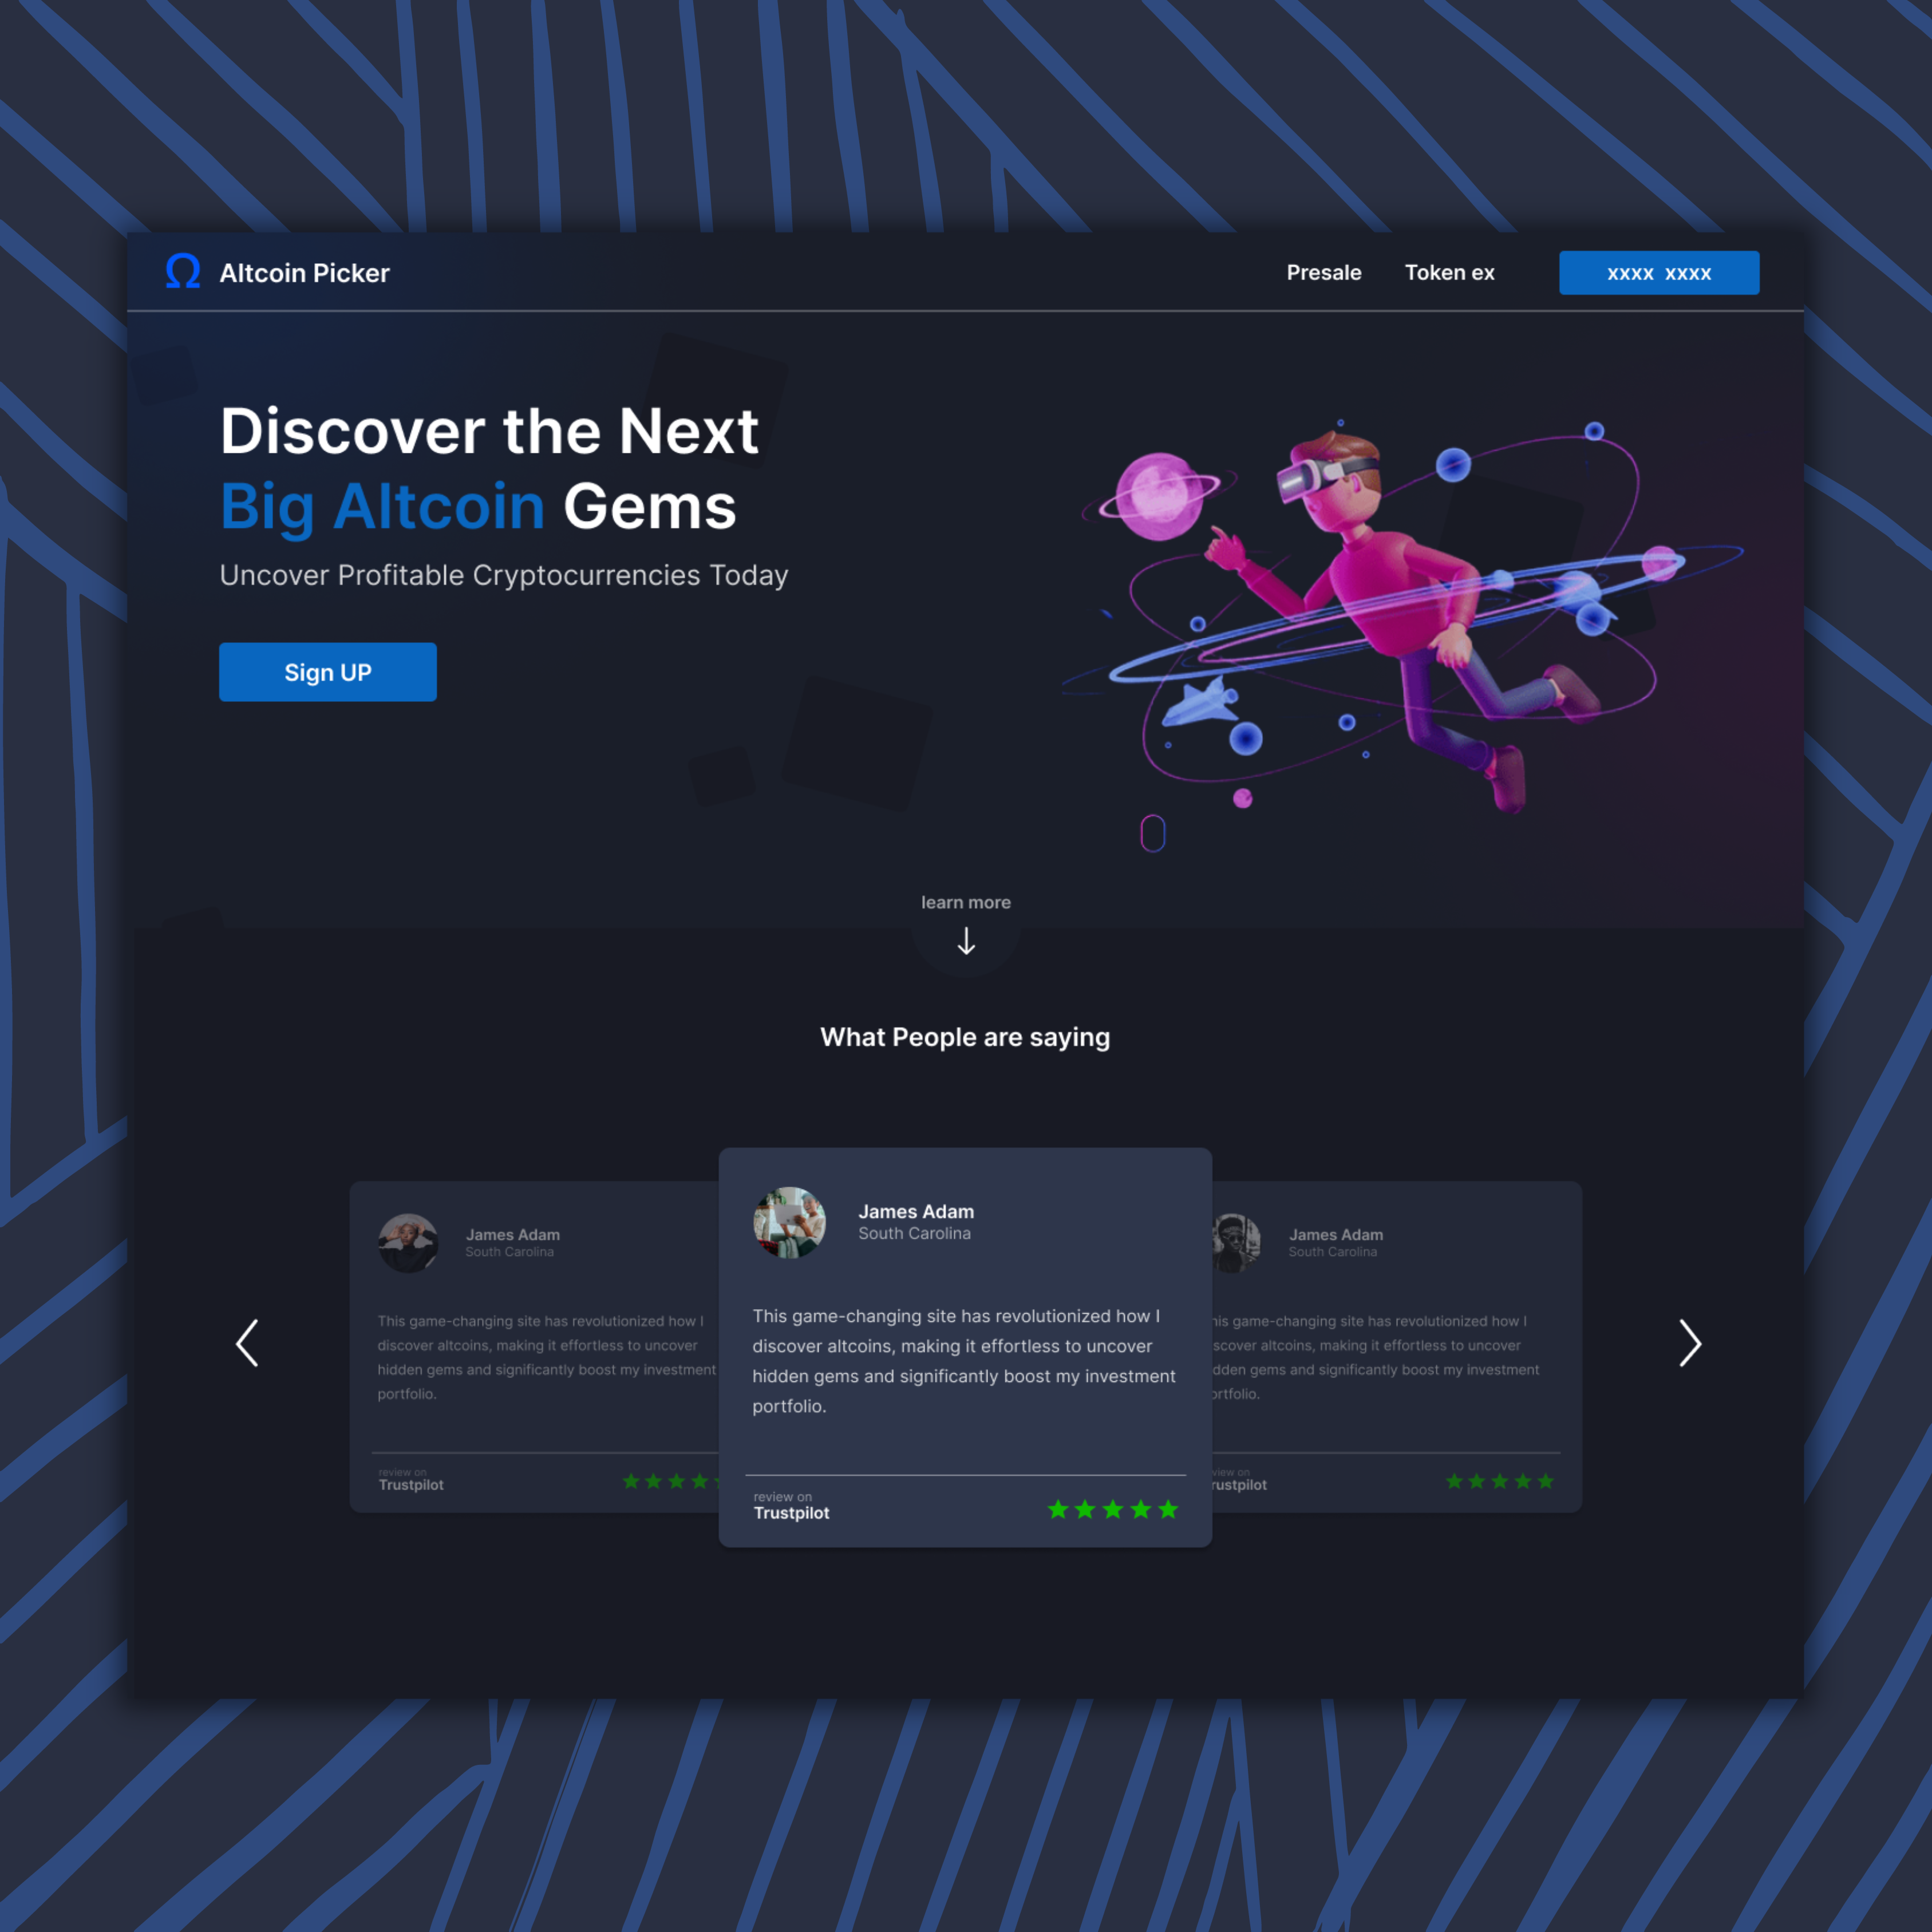 Ω Altcoin Picker
Presale
Token ex
xxxx xxxx
Discover the Next
Big Altcoin Gems
Uncover Profitable Cryptocurrencies Today
Sign UP
learn more
What People are saying
James Adam
South Carolina
This game-changing site has revolutionized how I
discover altcoins, making it effortless to uncover
hidden gems and significantly boost my investment
portfolio.
review on
Trustpilot
James Adam
South Carolina
This game-changing site has revolutionized how I
discover altcoins, making it effortless to uncover
hidden gems and significantly boost my investment
portfolio.
review on
Trustpilot
James Adam
South Carolina
his game-changing site has revolutionized how I
scover altcoins, making it effortless to uncover
dden gems and significantly boost my investment
ortfolio.
view on
rustpilot